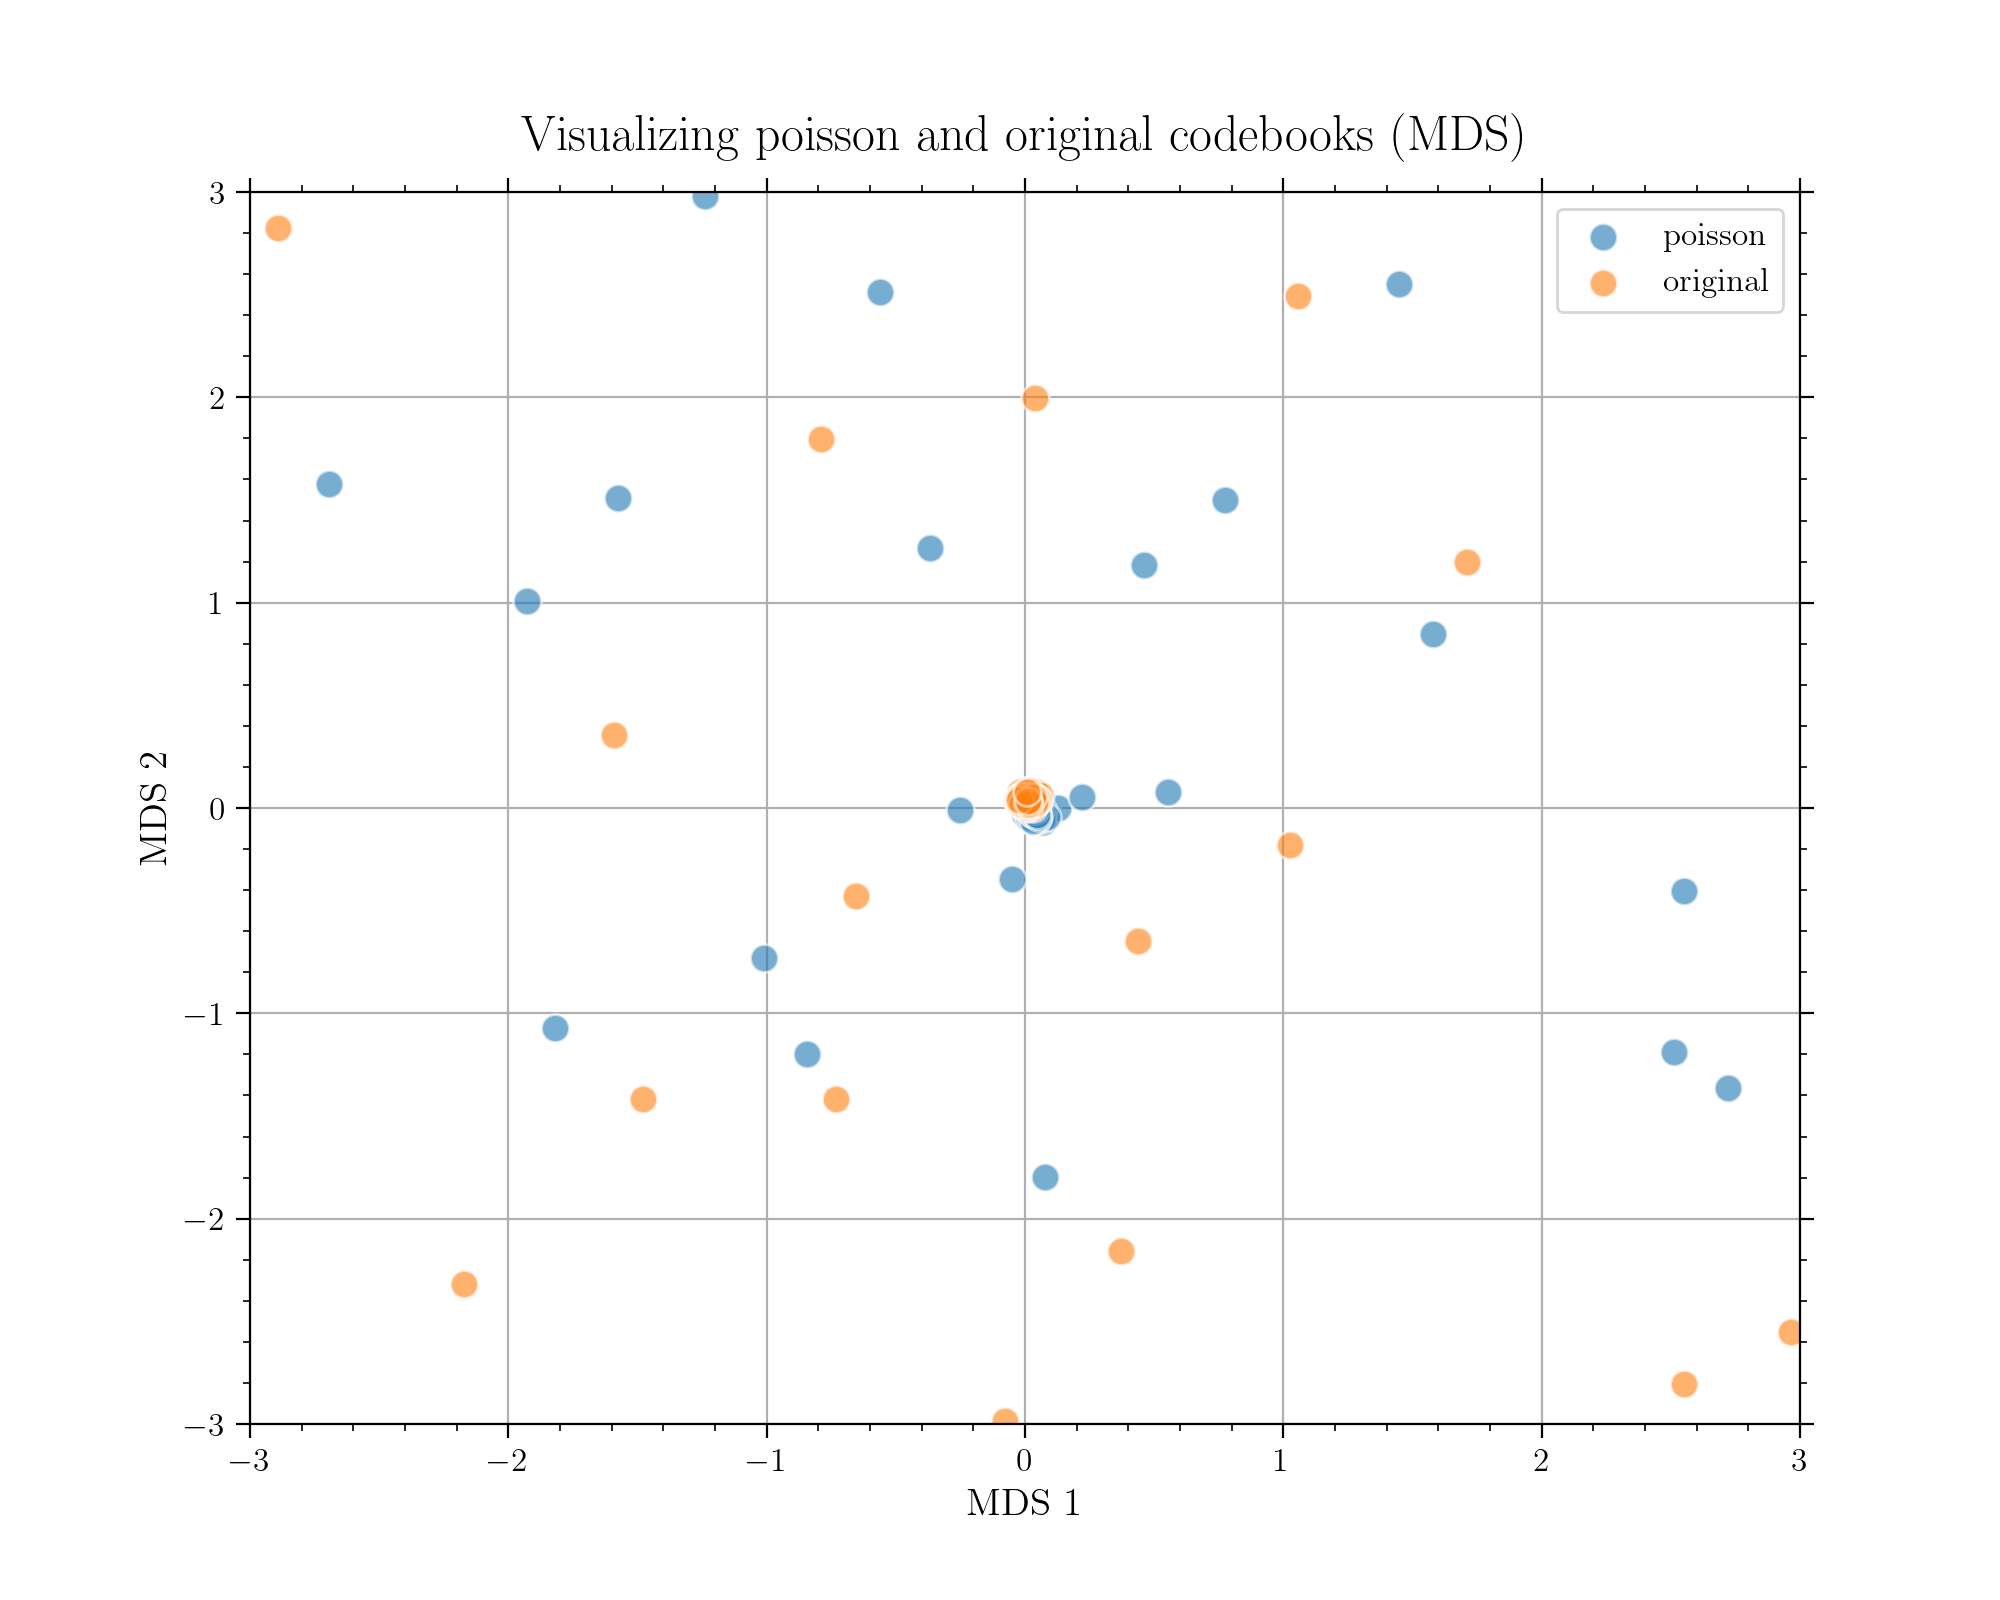 Visualizing poisson and original codebooks (MDS)
poisson
original
3
2
1
0
−1
−2
−3
MDS 2
−3
−2
−1
0
1
2
3
MDS 1